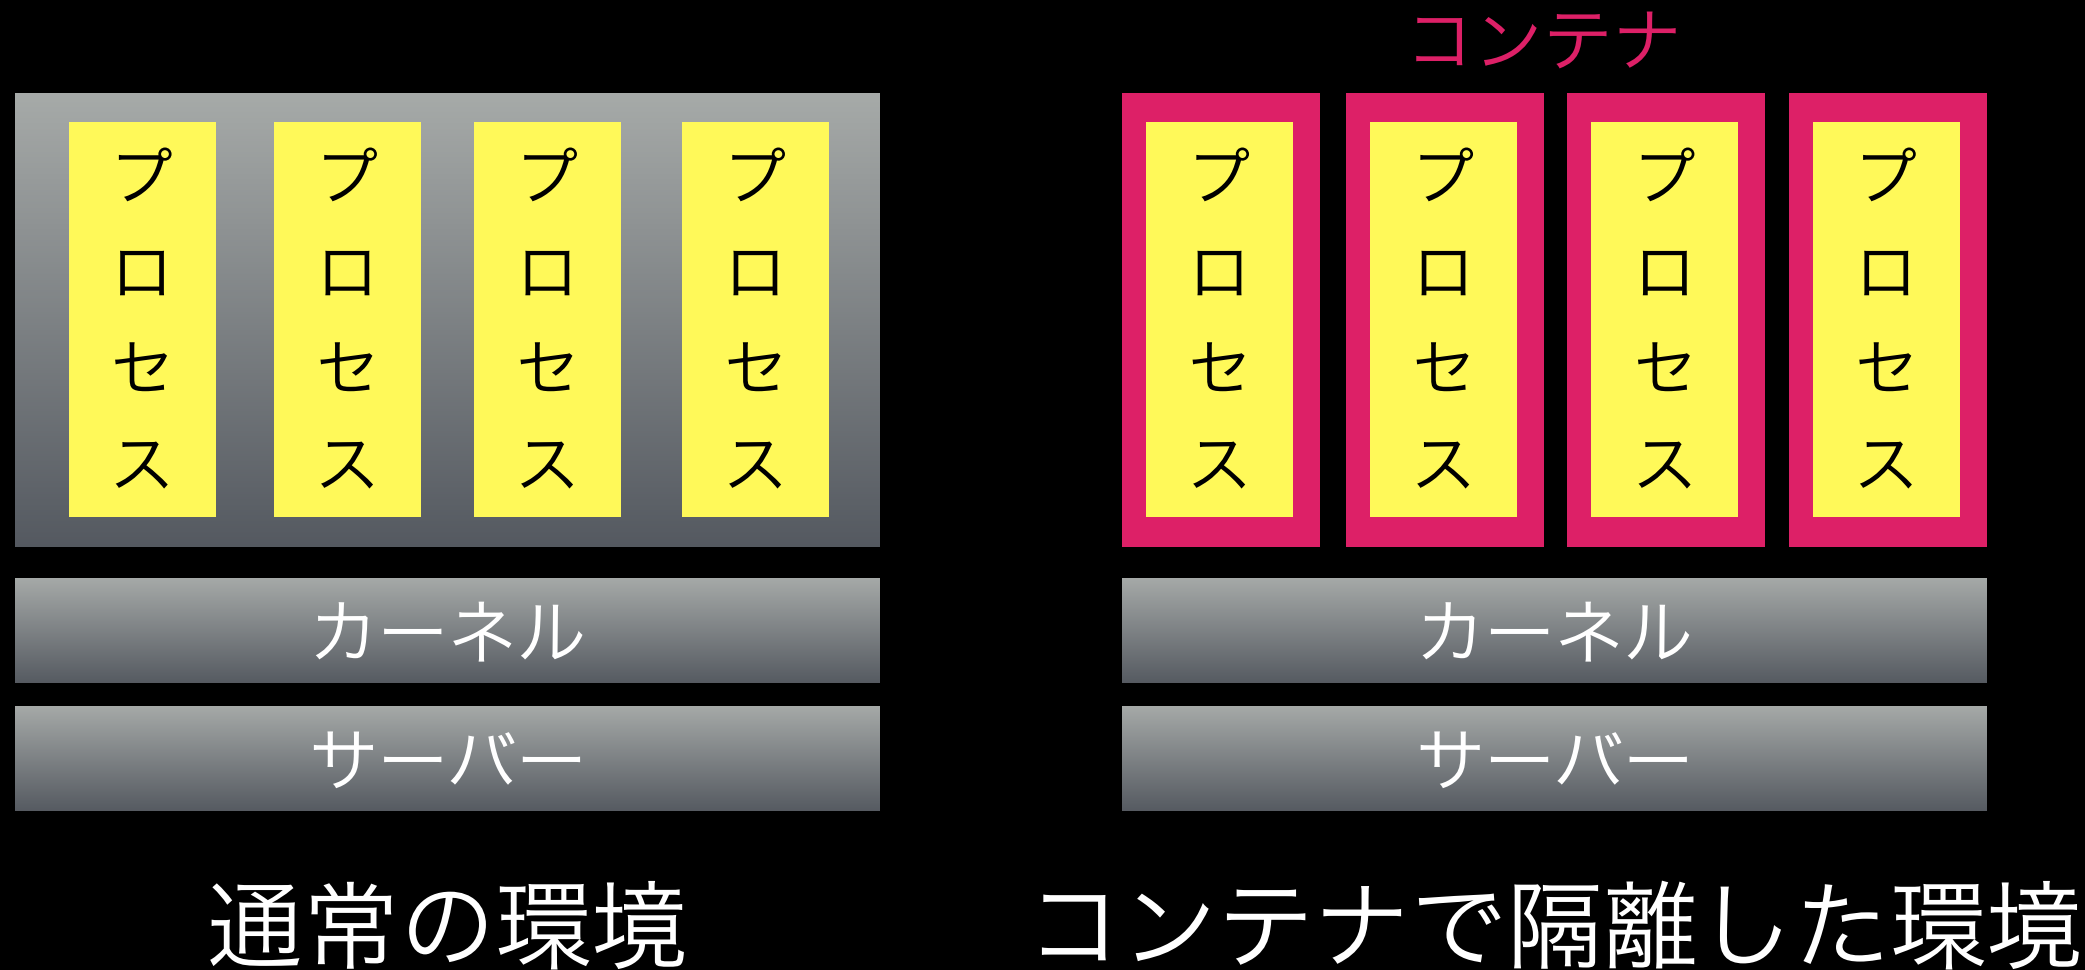 コンテナ
プロセス
プロセス
プロセス
プロセス
プロセス
プロセス
プロセス
プロセス
カーネル
カーネル
サーバー
サーバー
通常の環境
コンテナで隔離した環境